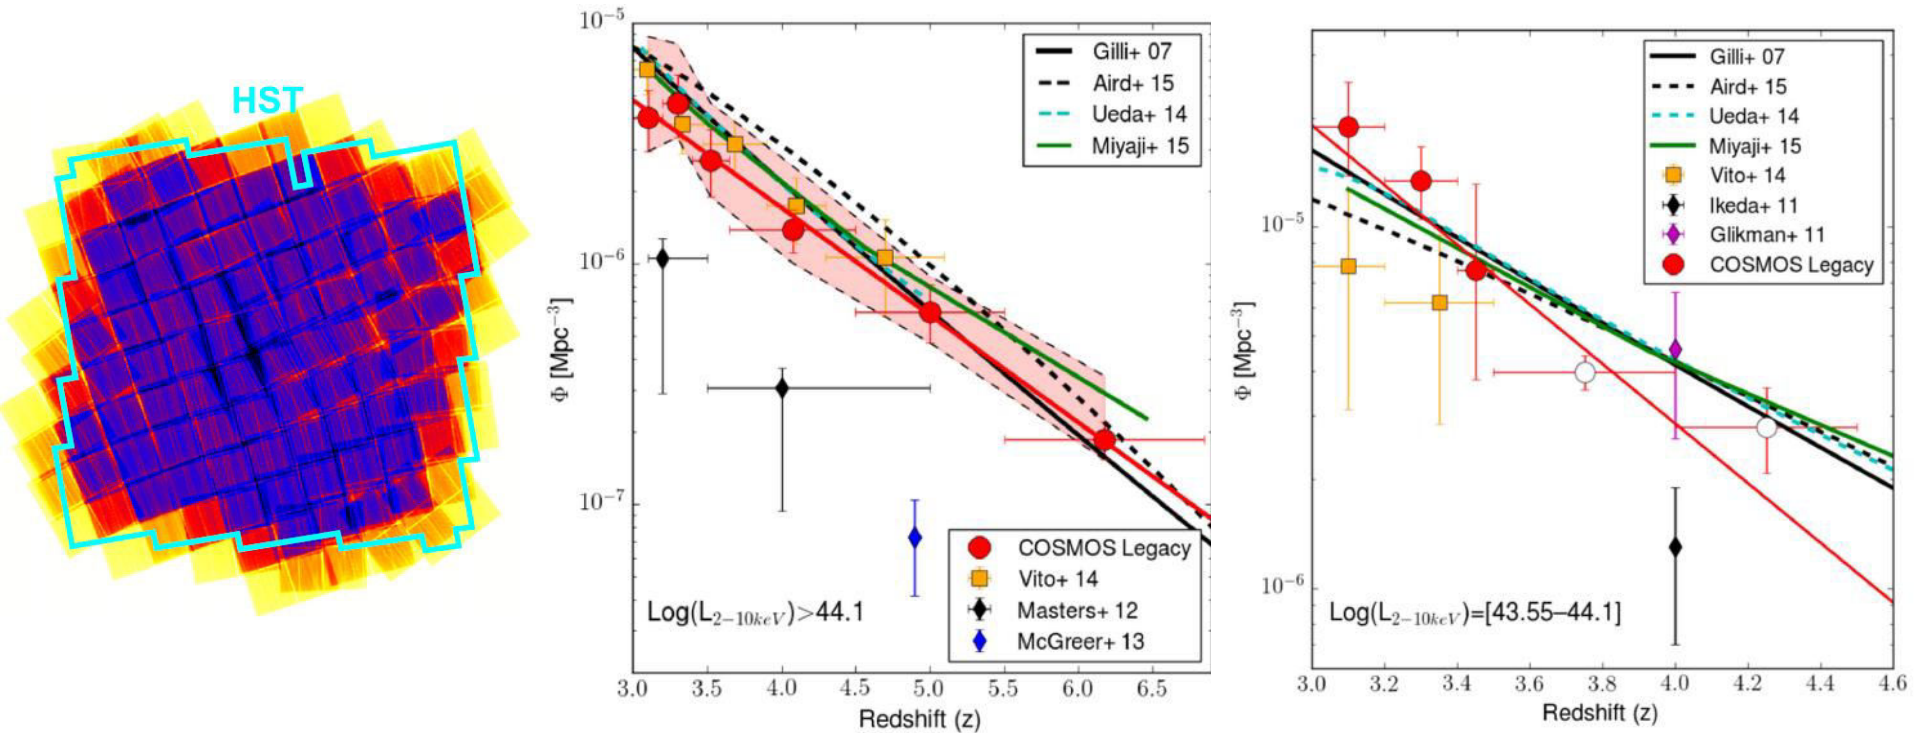 HST
10−5
10−6
10−7
Φ [Mpc−3]
Gilli+ 07
Aird+ 15
Ueda+ 14
Miyaji+ 15
COSMOS Legacy
Vito+ 14
Masters+ 12
McGreer+ 13
Log(L2−10keV)>44.1
3.0 3.5 4.0 4.5 5.0 5.5 6.0 6.5
Redshift (z)
10−5
10−6
Φ [Mpc−3]
Gilli+ 07
Aird+ 15
Ueda+ 14
Miyaji+ 15
Vito+ 14
Ikeda+ 11
Glikman+ 11
COSMOS Legacy
Log(L2−10keV)=[43.55–44.1]
3.0 3.2 3.4 3.6 3.8 4.0 4.2 4.4 4.6
Redshift (z)